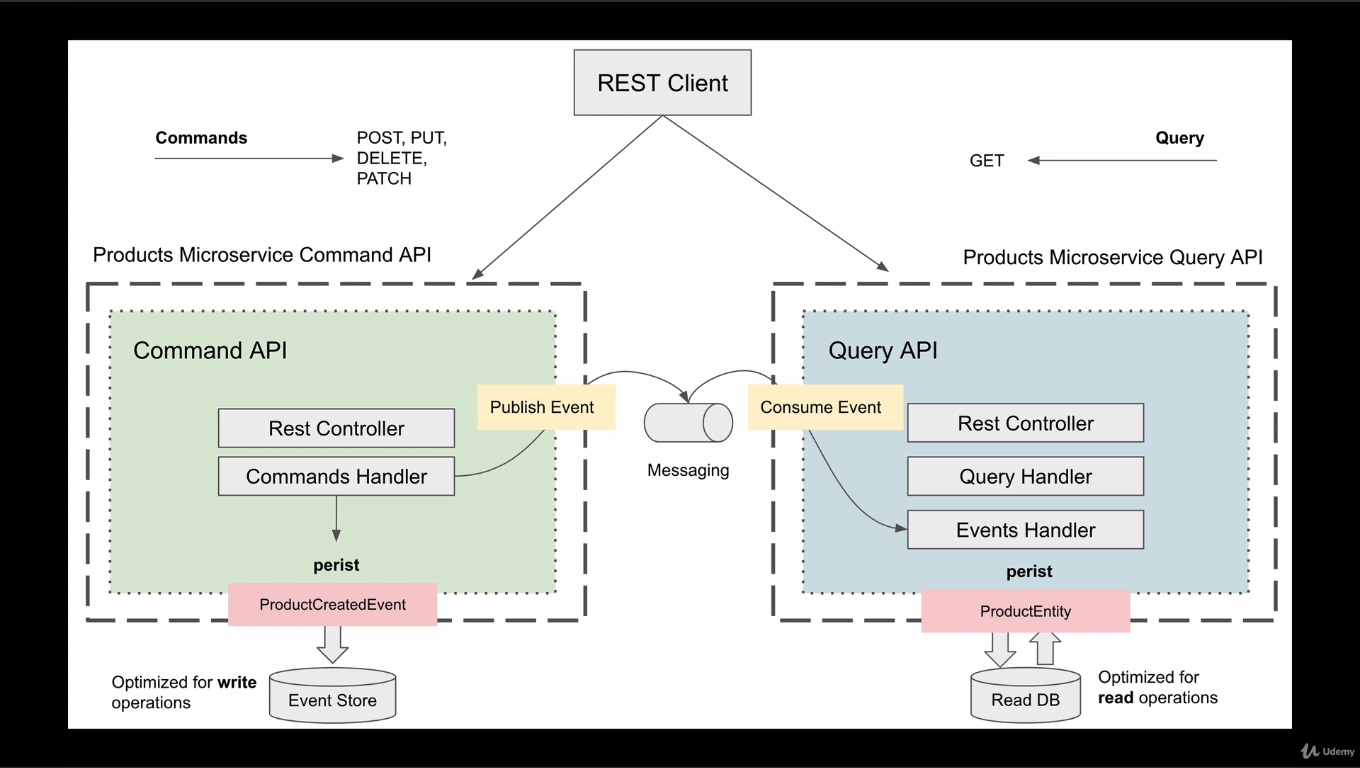 REST Client
Commands
POST, PUT,
DELETE,
PATCH
Query
GET
Products Microservice Command API
Products Microservice Query API
Command API
Query API
Publish Event
Consume Event
Rest Controller
Commands Handler
Messaging
Rest Controller
Query Handler
Events Handler
perist
ProductCreatedEvent
perist
ProductEntity
Optimized for write
operations
Event Store
Read DB
Optimized for
read operations
Udemy